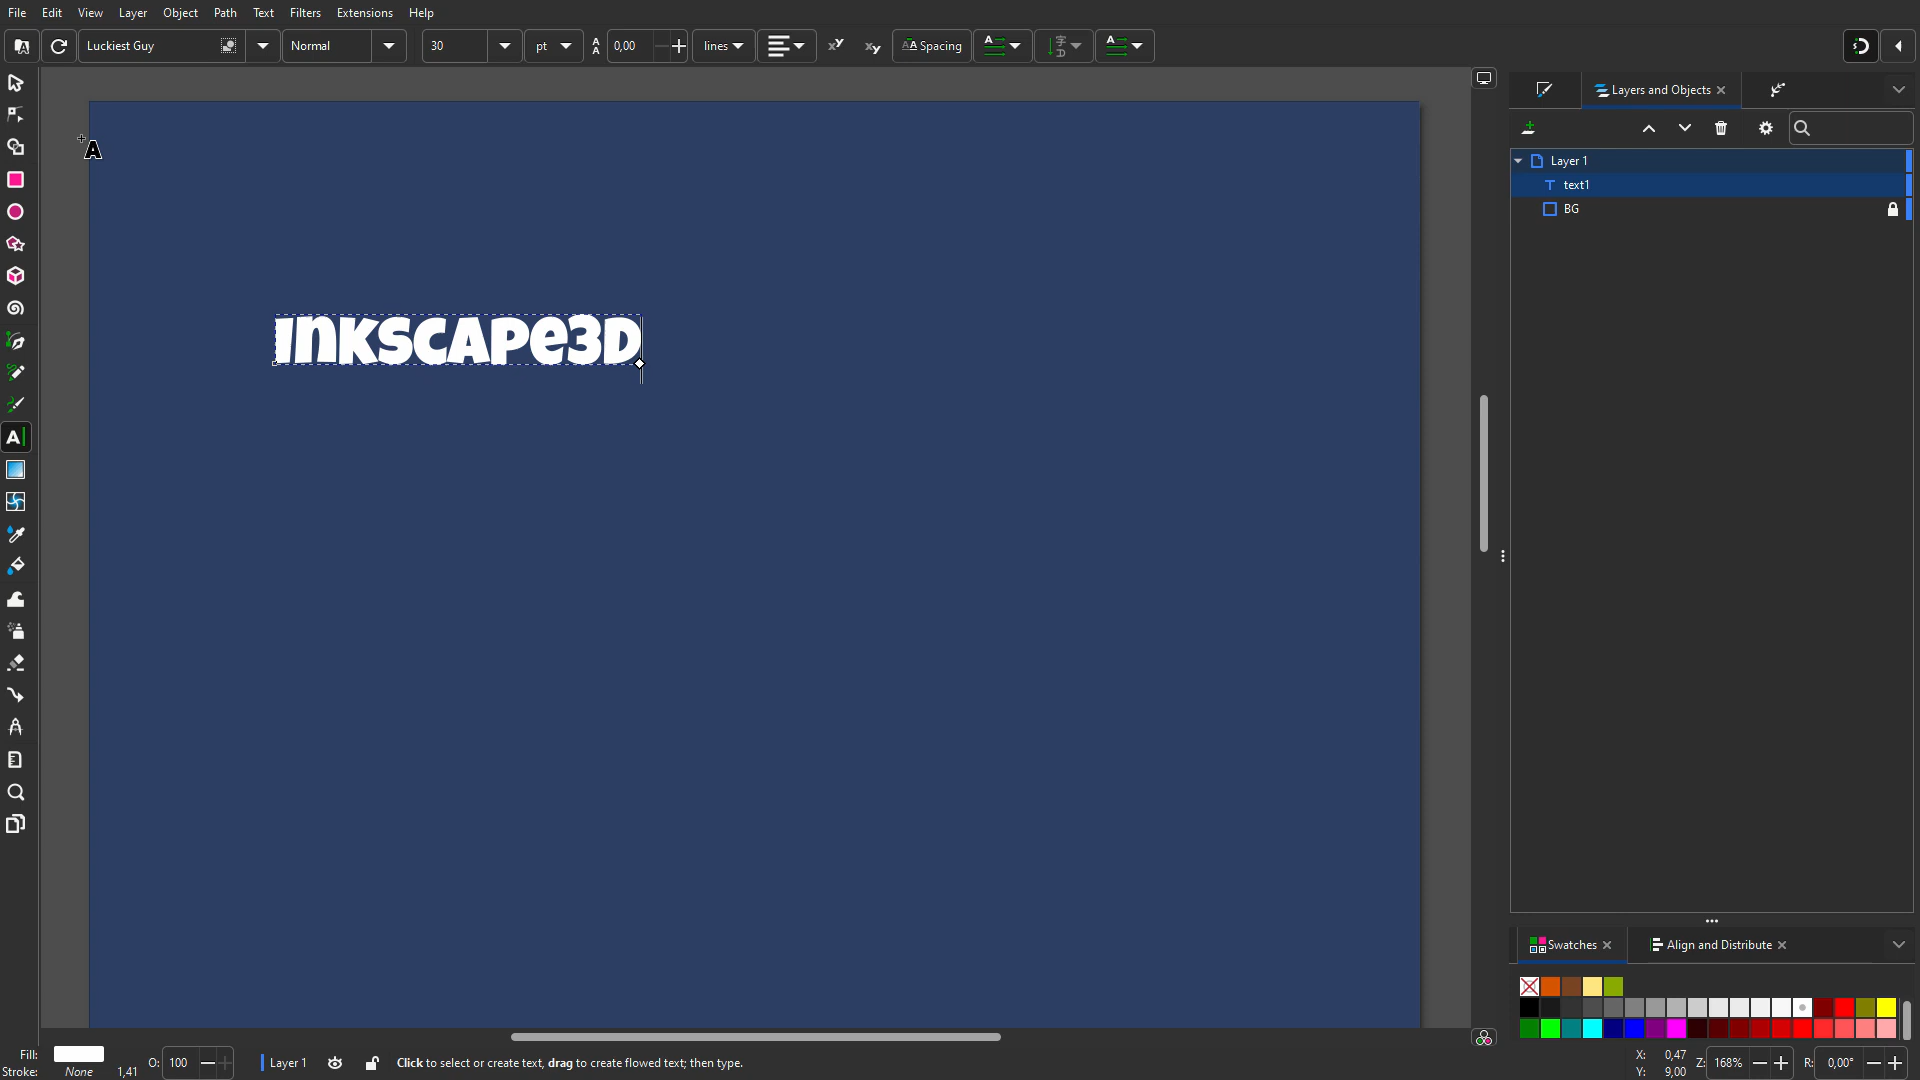 File Edit View Layer Object Path Text Filters Extensions Help
Luckiest Guy Normal 30 pt 0,00 lines Spacing
Layers and Objects
Layer 1
text1
BG
Inkscape3D
Swatches Align and Distribute
Fill:
Stroke: None 1,41 O: 100 Layer 1 Click to select or create text, drag to create flowed text; then type. X: 0,47 Y: 9,00 Z: 168% R: 0,00°